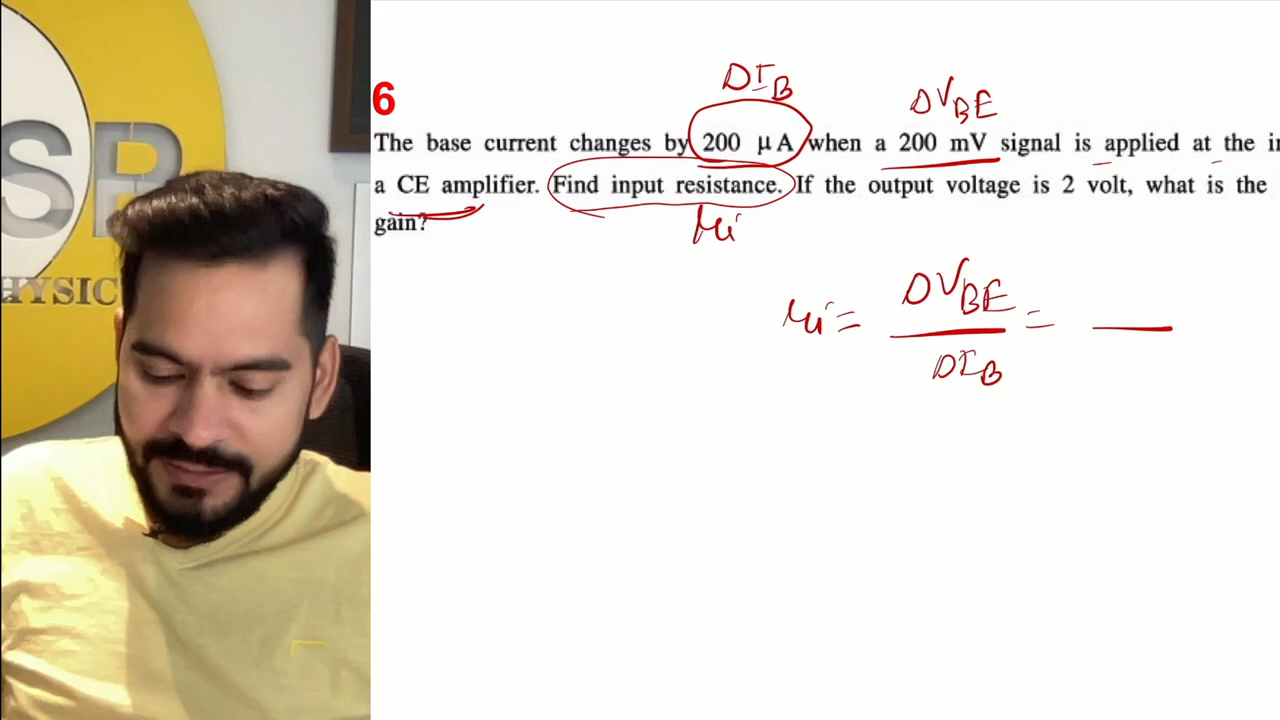 SP
HYSIC
6
ΔI_B
ΔV_BE
The base current changes by 200 μA when a 200 mV signal is applied at the
a CE amplifier. Find input resistance. If the output voltage is 2 volt, what is the
gain?
ri
ri = ΔV_BE / ΔI_B = —